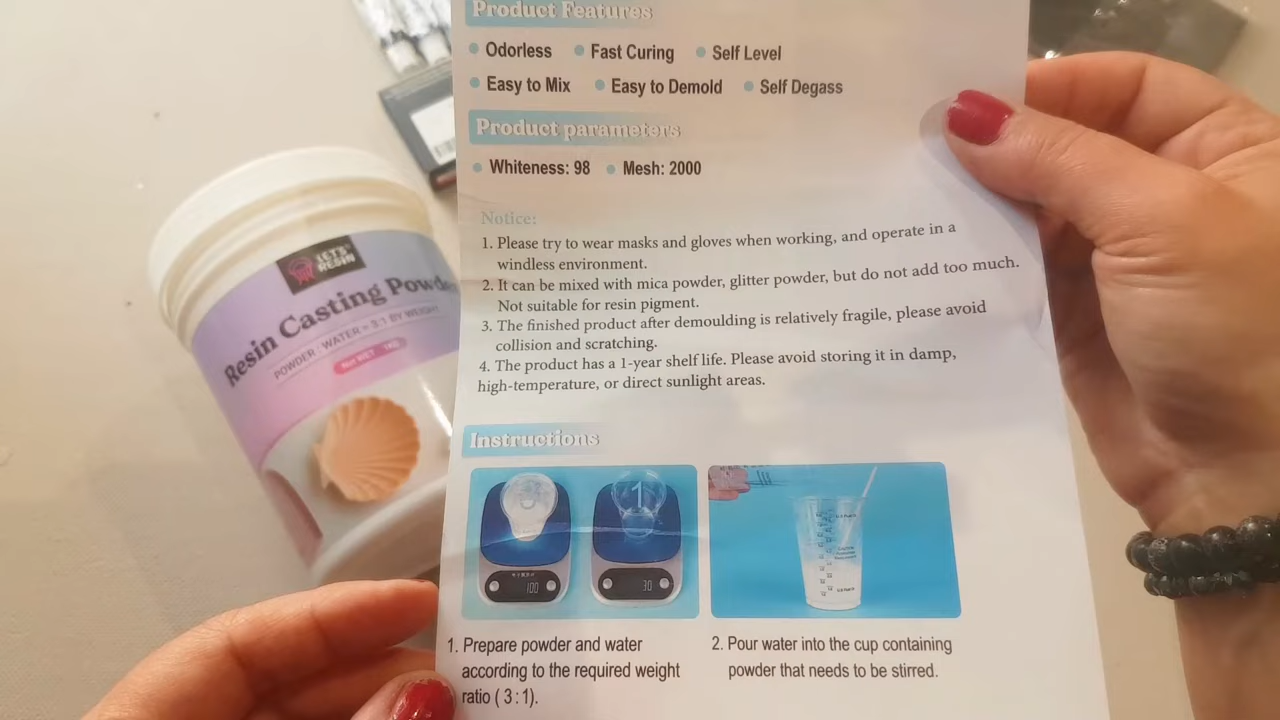 Product Features
Odorless Fast Curing Self Level
Easy to Mix Easy to Demold Self Degass
Product parameters
Whiteness: 98 Mesh: 2000
Notice:
1. Please try to wear masks and gloves when working, and operate in a
windless environment.
2. It can be mixed with mica powder, glitter powder, but do not add too much.
Not suitable for resin pigment.
3. The finished product after demoulding is relatively fragile, please avoid
collision and scratching.
4. The product has a 1-year shelf life. Please avoid storing it in damp,
high-temperature, or direct sunlight areas.
Instructions
100
30
1. Prepare powder and water
according to the required weight
ratio ( 3 : 1).
2. Pour water into the cup containing
powder that needs to be stirred.
LET'S
RESIN
Resin Casting
POWDER : WATER = 3:1 BY WEIGHT